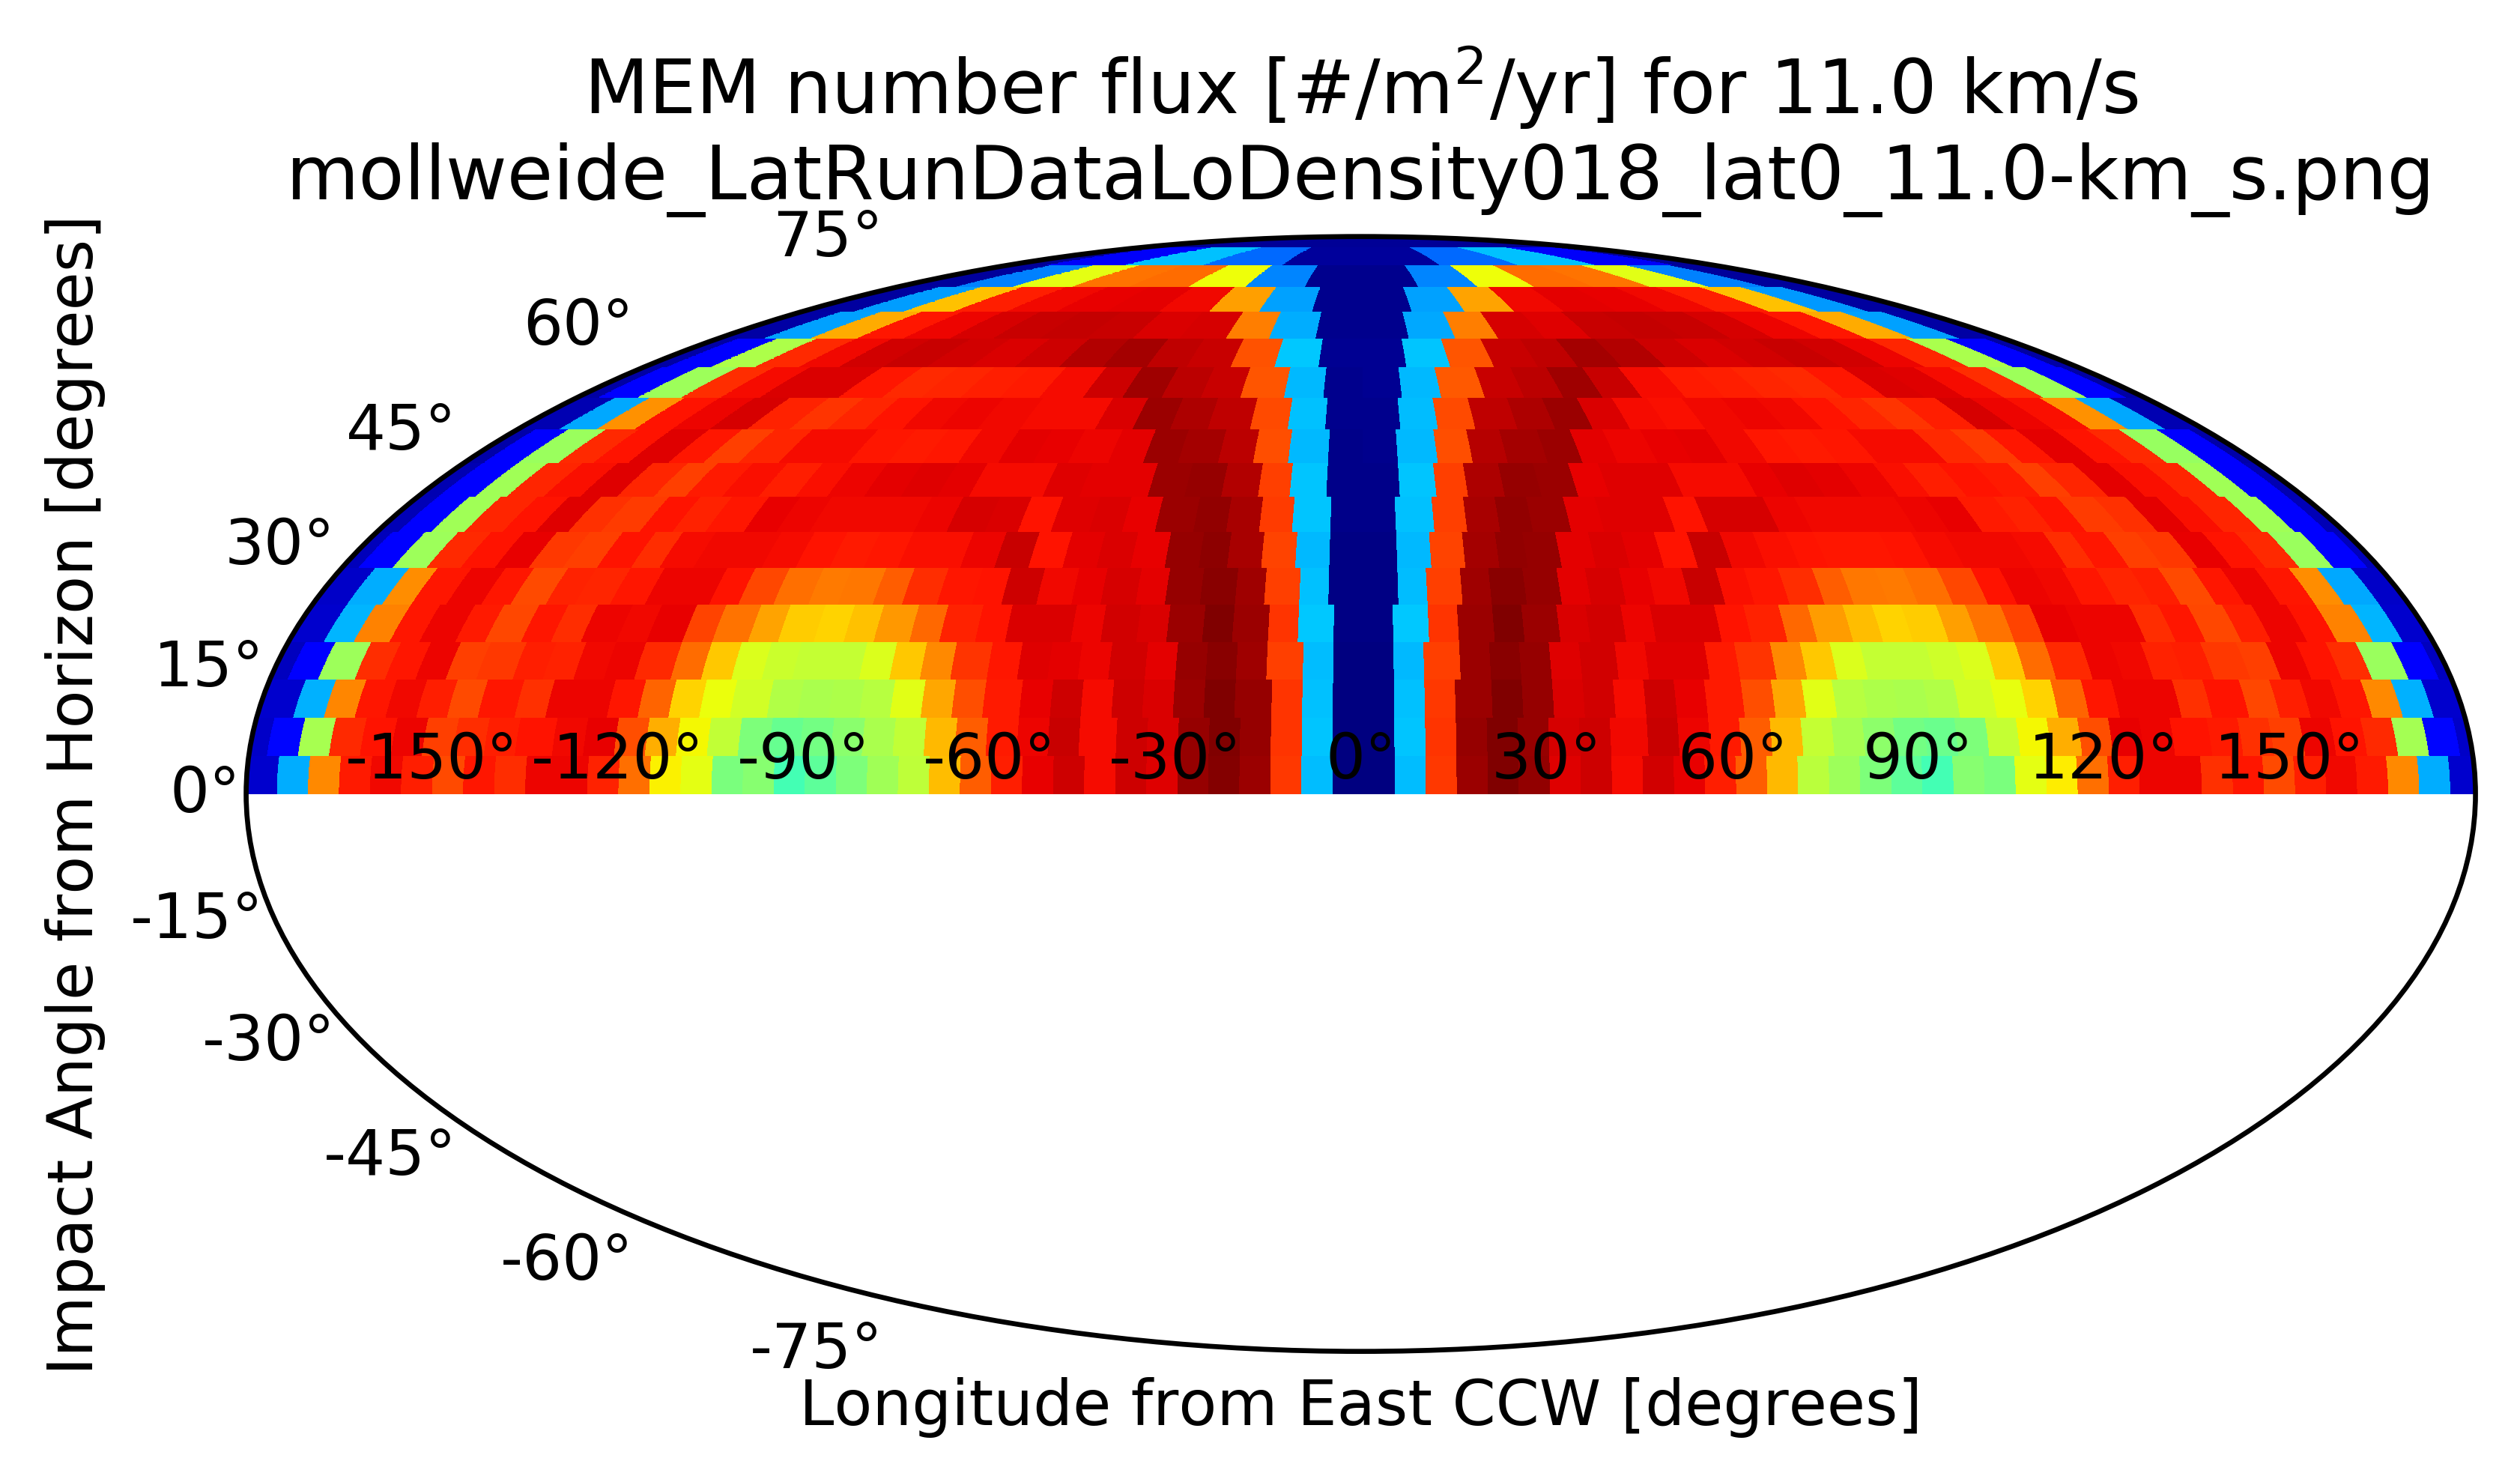 MEM number flux [#/m²/yr] for 11.0 km/s
mollweide_LatRunDataLoDensity018_lat0_11.0-km_s.png
Impact Angle from Horizon [degrees]
75°
60°
45°
30°
15°
0°
-15°
-30°
-45°
-60°
-75°
-150° -120° -90° -60° -30° 0° 30° 60° 90° 120° 150°
Longitude from East CCW [degrees]